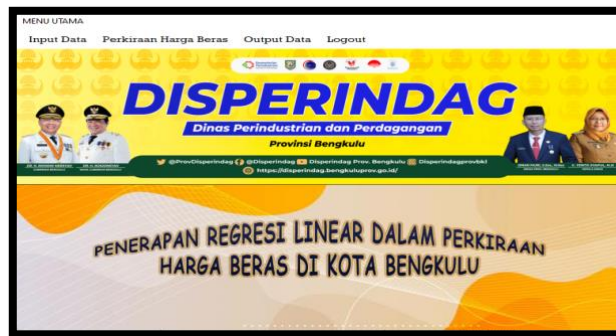 MENU UTAMA
Input Data Perkiraan Harga Beras Output Data Logout
DISPERINDAG
Dinas Perindustrian dan Perdagangan
Provinsi Bengkulu
@ProvDisperindag @Disperindag Disperindag Prov. Bengkulu Disperindagprovbkl
https://disperindag.bengkuluprov.go.id/
PENERAPAN REGRESI LINEAR DALAM PERKIRAAN
HARGA BERAS DI KOTA BENGKULU